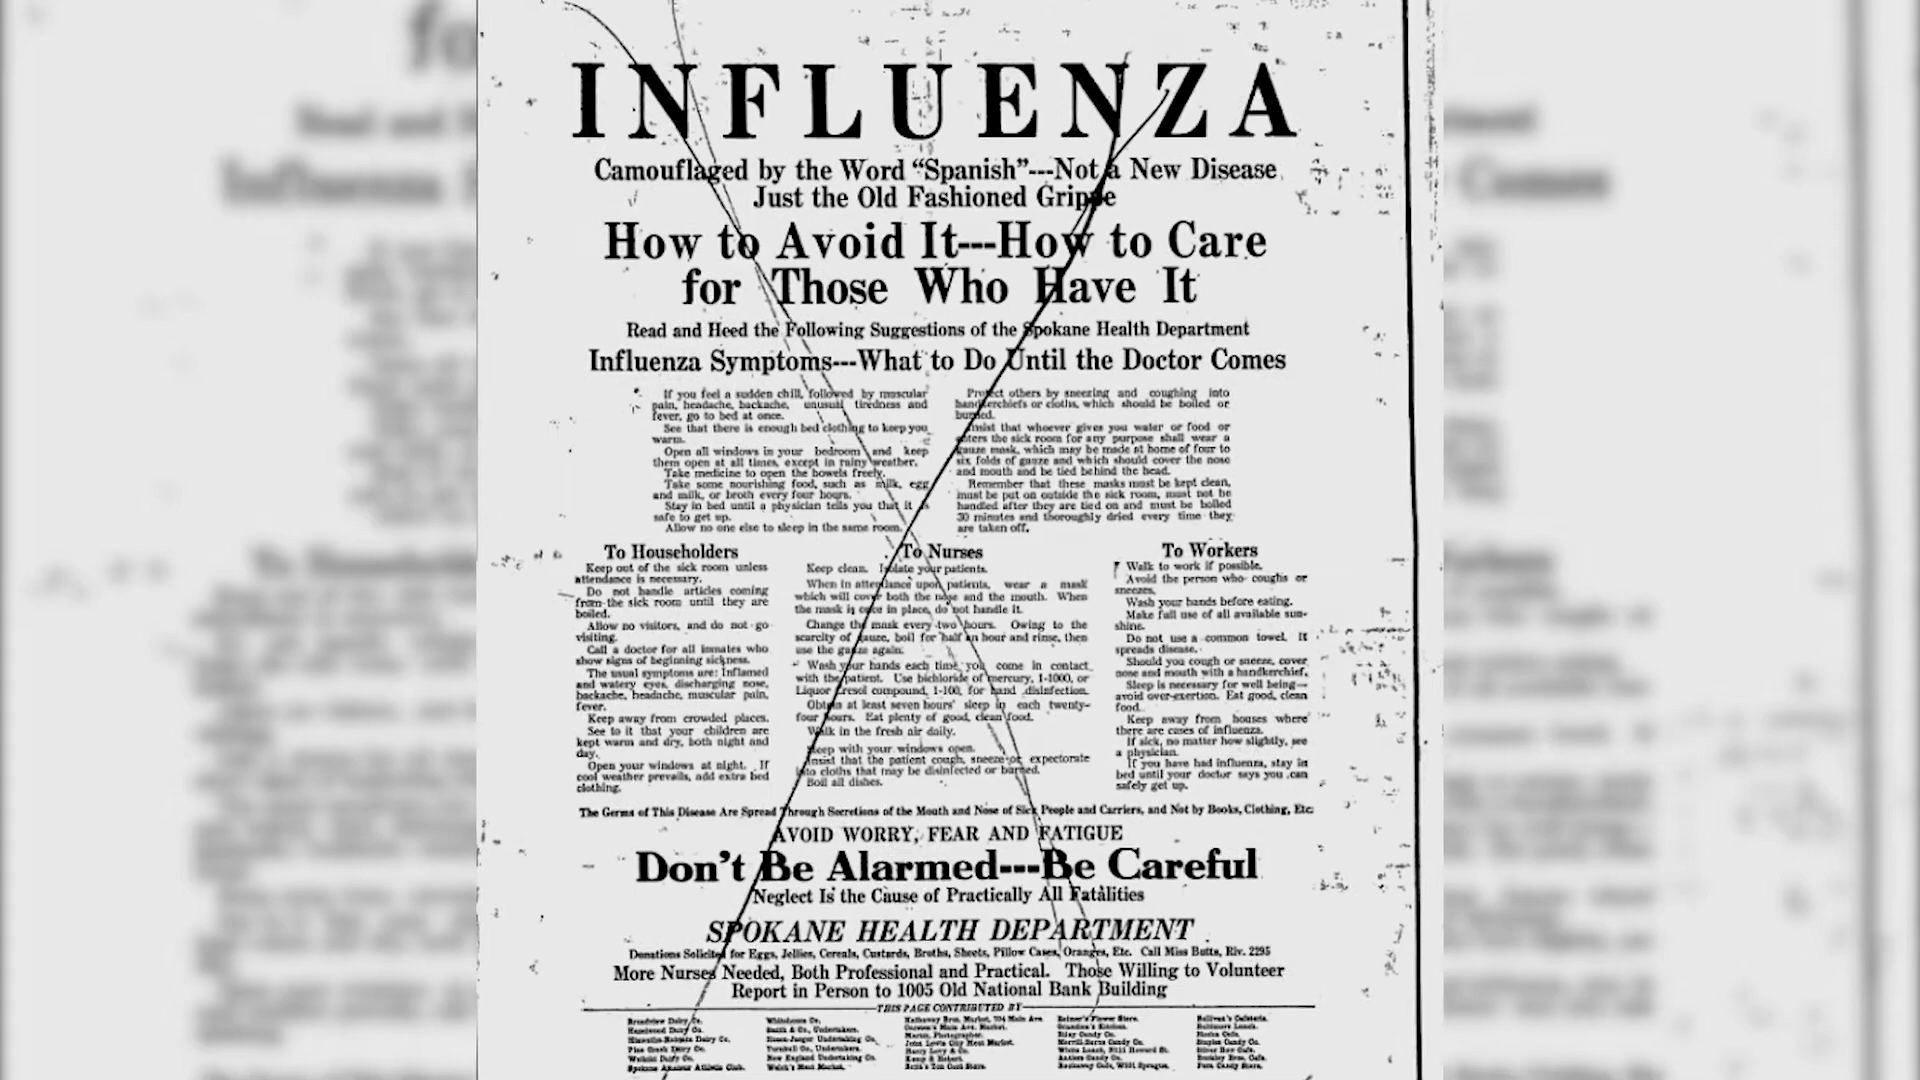 INFLUENZA
Camouflaged by the Word “Spanish”---Not a New Disease
Just the Old Fashioned Grippe
How to Avoid It---How to Care
for Those Who Have It
Read and Heed the Following Suggestions of the Spokane Health Department
Influenza Symptoms---What to Do Until the Doctor Comes
If you feel a sudden chill, followed by muscular
pain, headache, backache, unusual tiredness and
fever, go to bed at once.
See that there is enough bed clothing to keep you
warm.
Open all windows in your bedroom and keep
them open at all times, except in rainy weather.
Take medicine to open the bowels freely.
Take some nourishing food, such as milk, egg
and milk, or broth every four hours.
Stay in bed until a physician tells you that it is
safe to get up.
Allow no one else to sleep in the same room.
Protect others by sneezing and coughing into
handkerchiefs or cloths, which should be boiled or
burned.
Insist that whoever gives you water or food or
enters the sick room for any purpose shall wear a
gauze mask, which may be made at home of four to
six folds of gauze and which should cover the nose
and mouth and be tied behind the head.
Remember that these masks must be kept clean,
must be put on outside the sick room, must not be
handled after they are tied on and must be boiled
30 minutes and thoroughly dried every time they
are taken off.
To Householders
Keep out of the sick room unless
attendance is necessary.
Do not handle articles coming
from the sick room until they are
boiled.
Allow no visitors, and do not go
visiting.
Call a doctor for all inmates who
show signs of beginning sickness.
The usual symptoms are: Inflamed
and watery eyes, discharging nose,
backache, headache, muscular pain,
fever.
Keep away from crowded places.
See to it that your children are
kept warm and dry, both night and
day.
Open your windows at night. If
cool weather prevails, add extra bed
clothing.
To Nurses
Keep clean. Isolate your patients.
When in attendance upon patients, wear a mask
which will cover both the nose and the mouth. When
the mask is once in place, do not handle it.
Change the mask every two hours. Owing to the
scarcity of gauze, boil for half an hour and rinse, then
use the gauze again.
Wash your hands each time you come in contact
with the patient. Use bichloride of mercury, 1-1000, or
Liquor Cresol compound, 1-100, for hand disinfection.
Obtain at least seven hours' sleep in each twenty-
four hours. Eat plenty of good, clean food.
Walk in the fresh air daily.
Sleep with your windows open.
Insist that the patient cough, sneeze or expectorate
into cloths that may be disinfected or burned.
Boil all dishes.
To Workers
Walk to work if possible.
Avoid the person who coughs or
sneezes.
Wash your hands before eating.
Make full use of all available sun-
shine.
Do not use a common towel. It
spreads disease.
Should you cough or sneeze, cover
nose and mouth with a handkerchief.
Sleep is necessary for well being—
avoid over-exertion. Eat good, clean
food.
Keep away from houses where
there are cases of influenza.
If sick, no matter how slightly, see
a physician.
If you have had influenza, stay in
bed until your doctor says you can
safely get up.
The Germs of This Disease Are Spread Through Secretions of the Mouth and Nose of Sick People and Carriers, and Not by Books, Clothing, Etc.
AVOID WORRY, FEAR AND FATIGUE
Don't Be Alarmed---Be Careful
Neglect Is the Cause of Practically All Fatalities
SPOKANE HEALTH DEPARTMENT
Donations Solicited for Eggs, Jellies, Cereals, Custards, Broths, Sheets, Pillow Cases, Oranges, Etc. Call Miss Butts, Riv. 2295
More Nurses Needed, Both Professional and Practical. Those Willing to Volunteer
Report in Person to 1005 Old National Bank Building
THIS PAGE CONTRIBUTED BY
Broadview Dairy Co.
Hazelwood Dairy Co.
Pine Creek Dairy Co.
Spokane Amateur Athletic Club.
Whitehouse Co.
Smith & Co., Undertakers.
Turnbull Co., Undertakers.
New England Undertaking Co.
Welch's Meat Market.